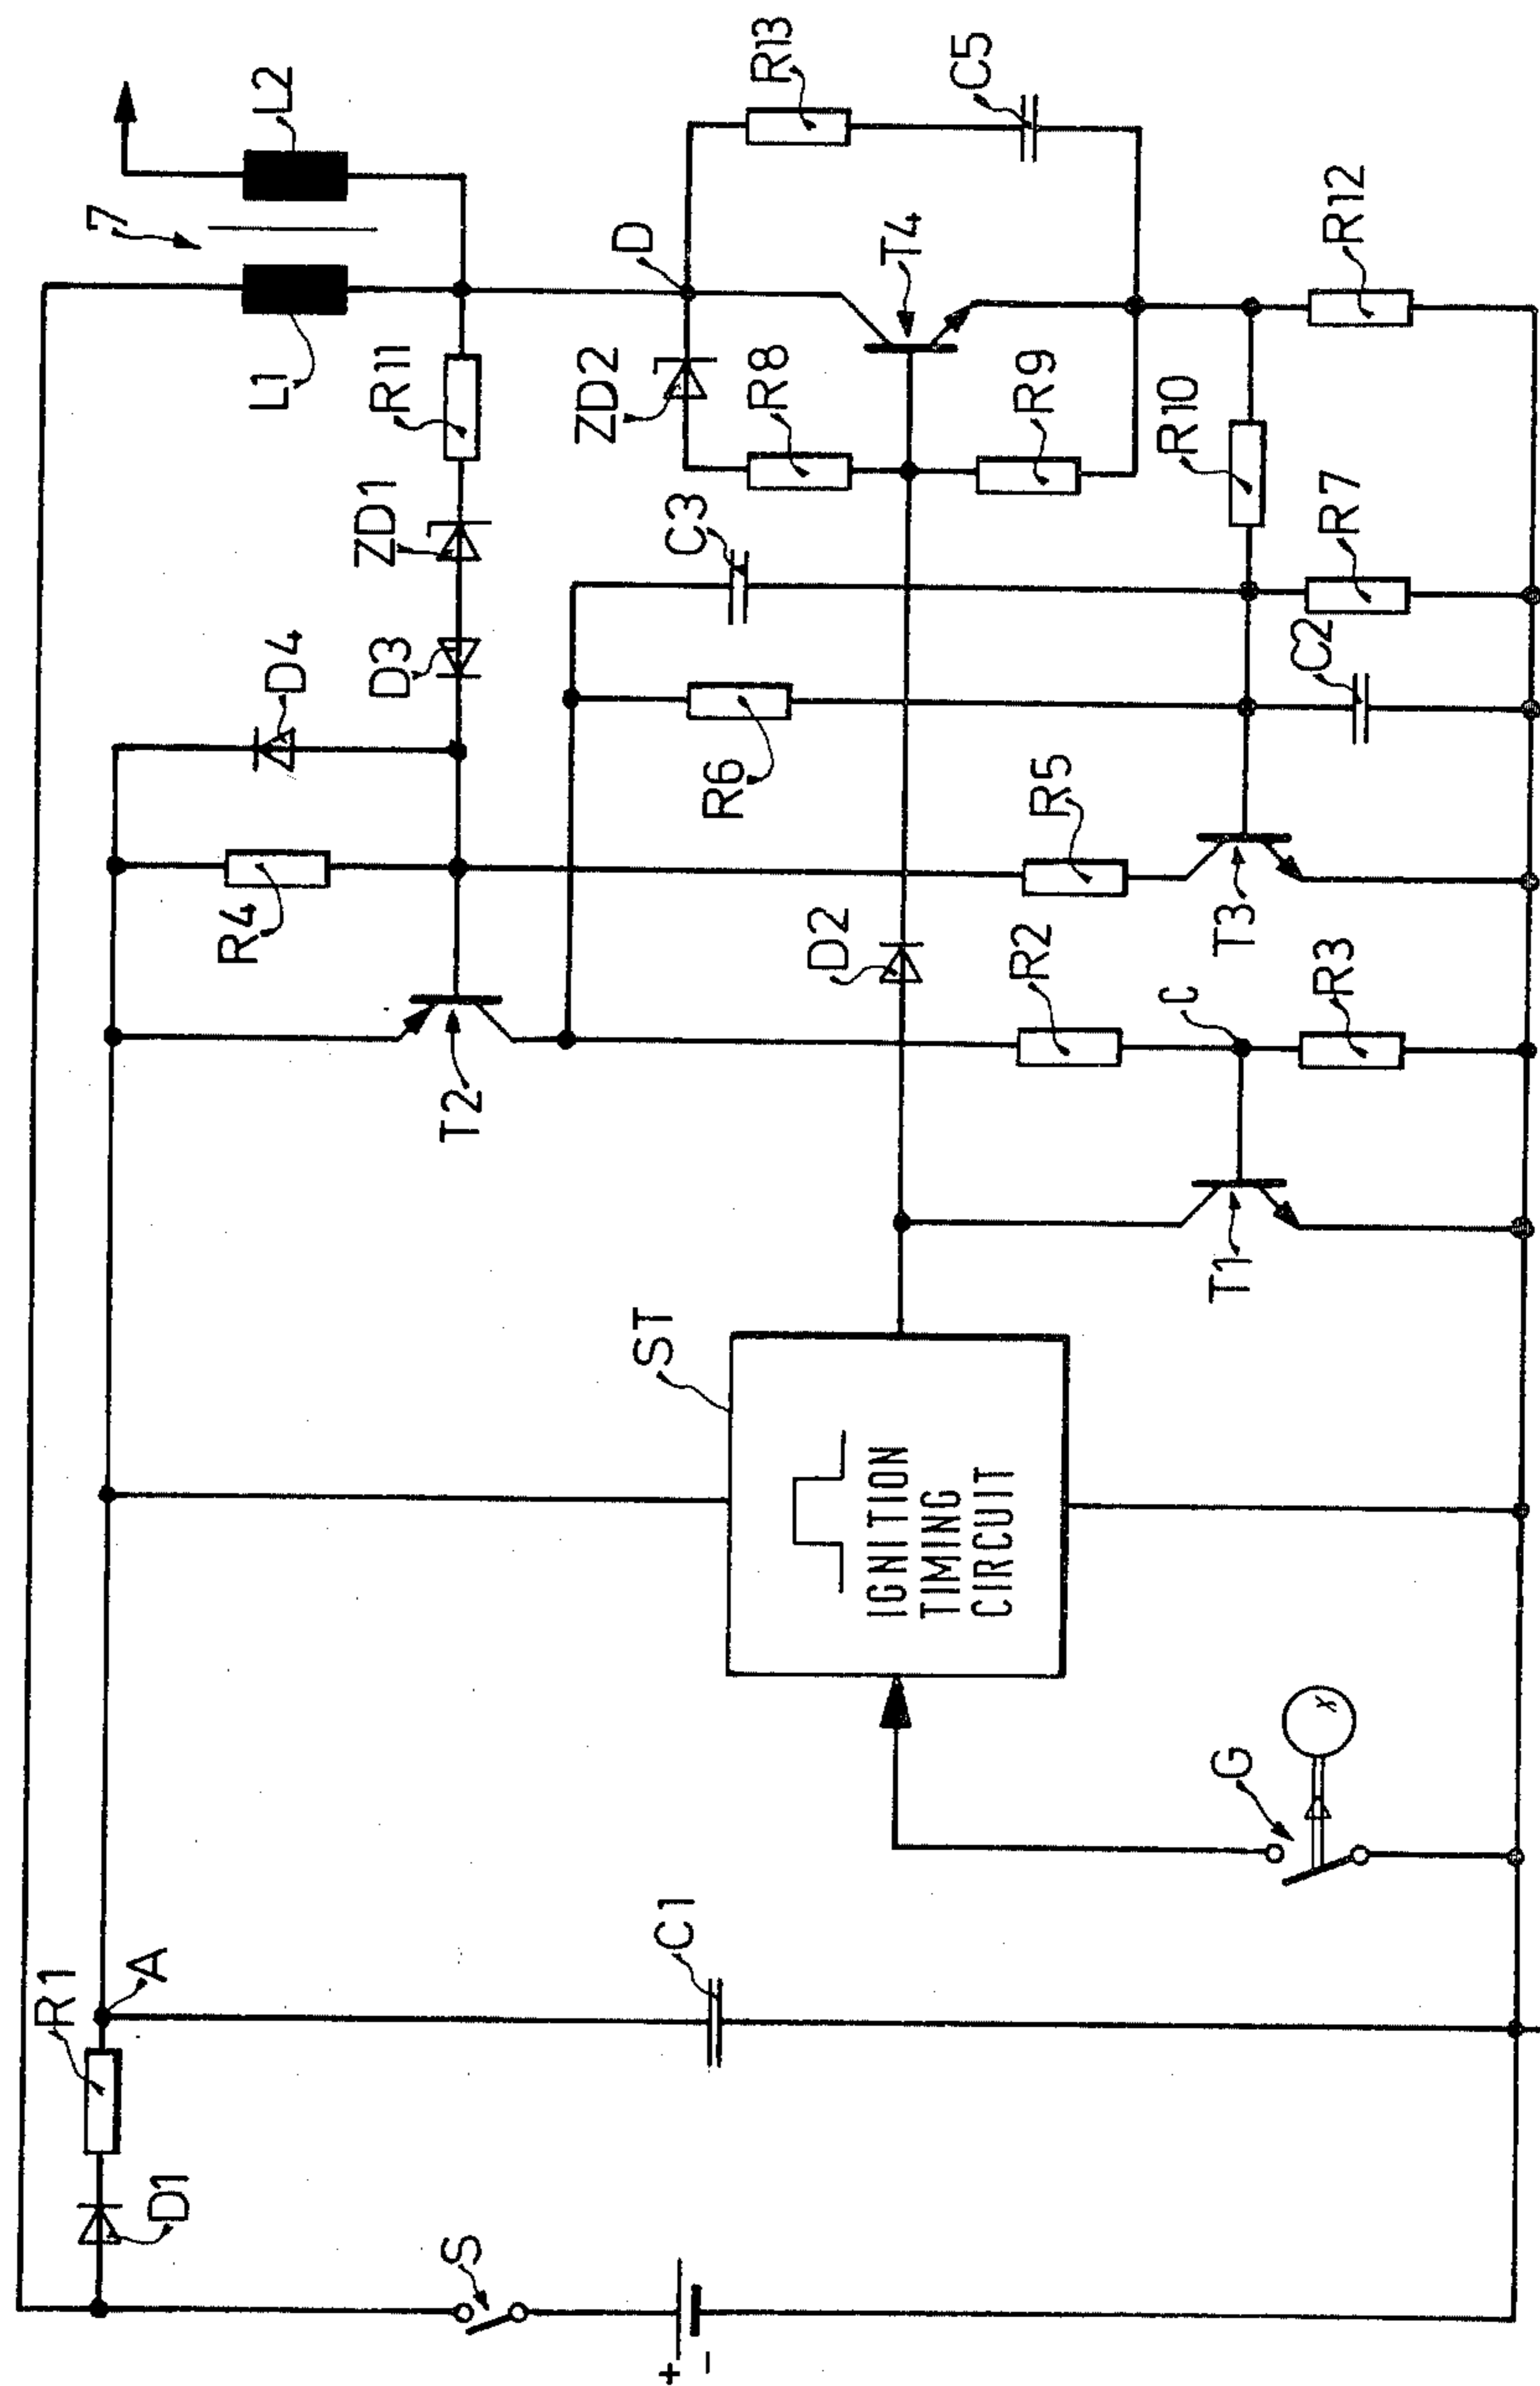 R1
A
D1
7
L2
L1
D4
R4
R11
ZD1
D3
T2
S
+
−
C1
ST
IGNITION
TIMING
CIRCUIT
D
ZD2
R13
C5
T4
R8
R9
C3
R6
R5
D2
R2
C
R10
R12
R7
C2
T3
R3
T1
G